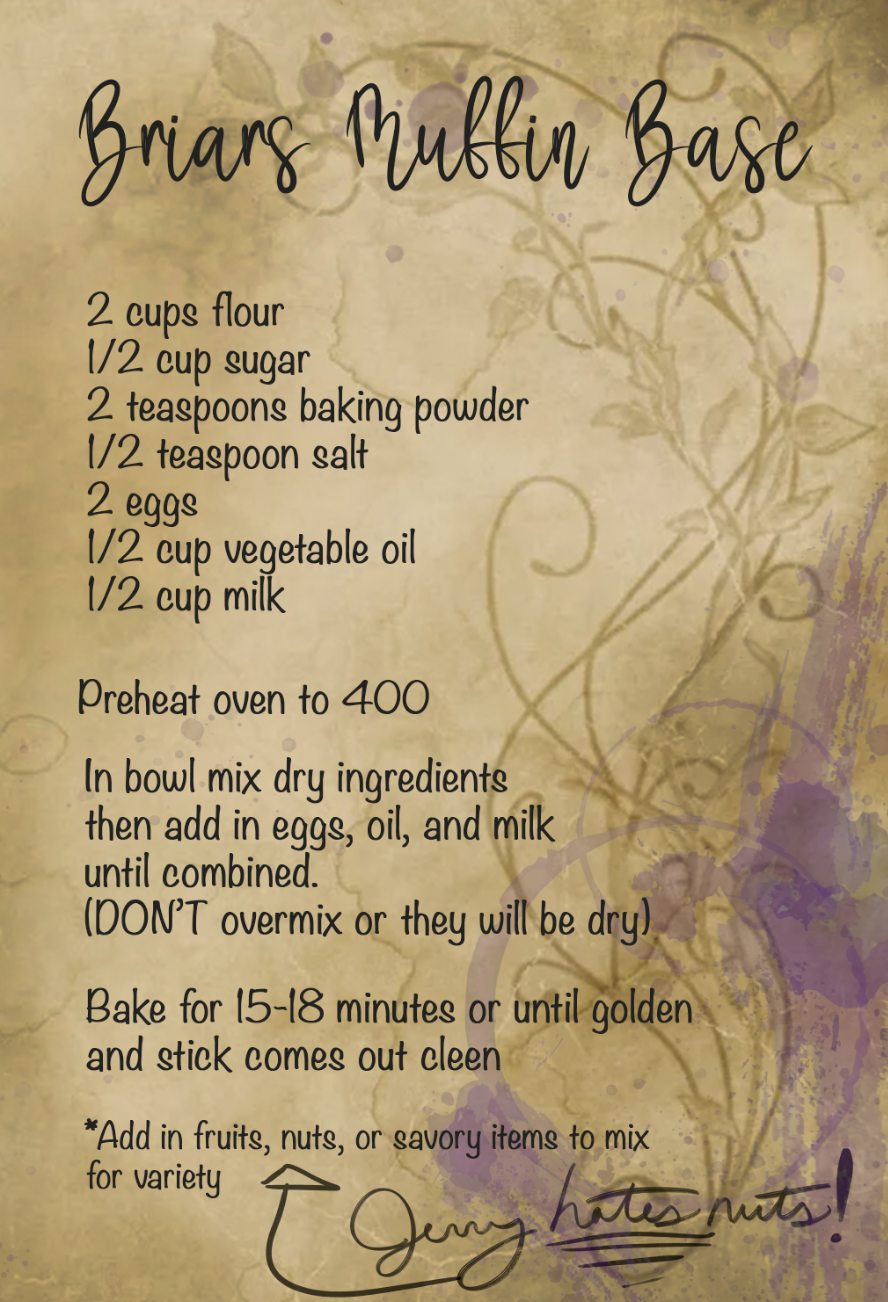 Briars Muffin Base
2 cups flour
1/2 cup sugar
2 teaspoons baking powder
1/2 teaspoon salt
2 eggs
1/2 cup vegetable oil
1/2 cup milk
Preheat oven to 400
In bowl mix dry ingredients
then add in eggs, oil, and milk
until combined.
(DON'T overmix or they will be dry)
Bake for 15-18 minutes or until golden
and stick comes out cleen
*Add in fruits, nuts, or savory items to mix
for variety
Jenny hates nuts!